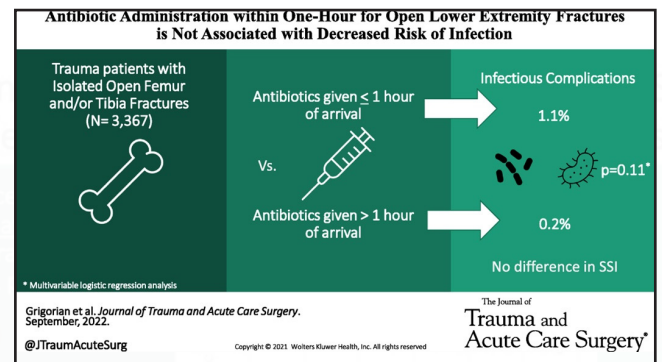 Antibiotic Administration within One-Hour for Open Lower Extremity Fractures
is Not Associated with Decreased Risk of Infection
Trauma patients with
Isolated Open Femur
and/or Tibia Fractures
(N= 3,367)
Antibiotics given ≤ 1 hour
of arrival
Vs.
Antibiotics given > 1 hour
of arrival
Infectious Complications
1.1%
p=0.11*
0.2%
No difference in SSI
* Multivariable logistic regression analysis
Grigorian et al. Journal of Trauma and Acute Care Surgery.
September, 2022.
@JTraumAcuteSurg
Copyright © 2021 Wolters Kluwer Health, Inc. All rights reserved
The Journal of
Trauma and
Acute Care Surgery®